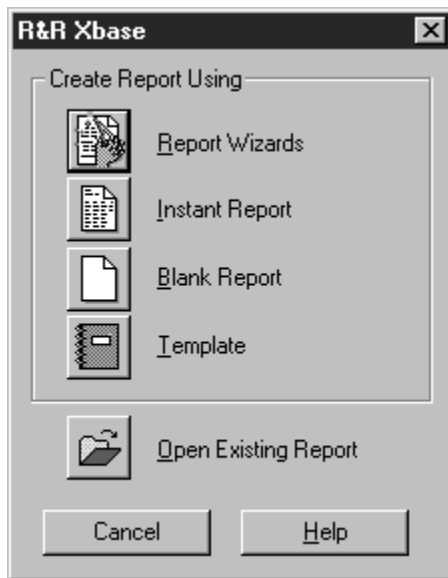 R&R Xbase
Create Report Using
Report Wizards
Instant Report
Blank Report
Template
Open Existing Report
Cancel
Help